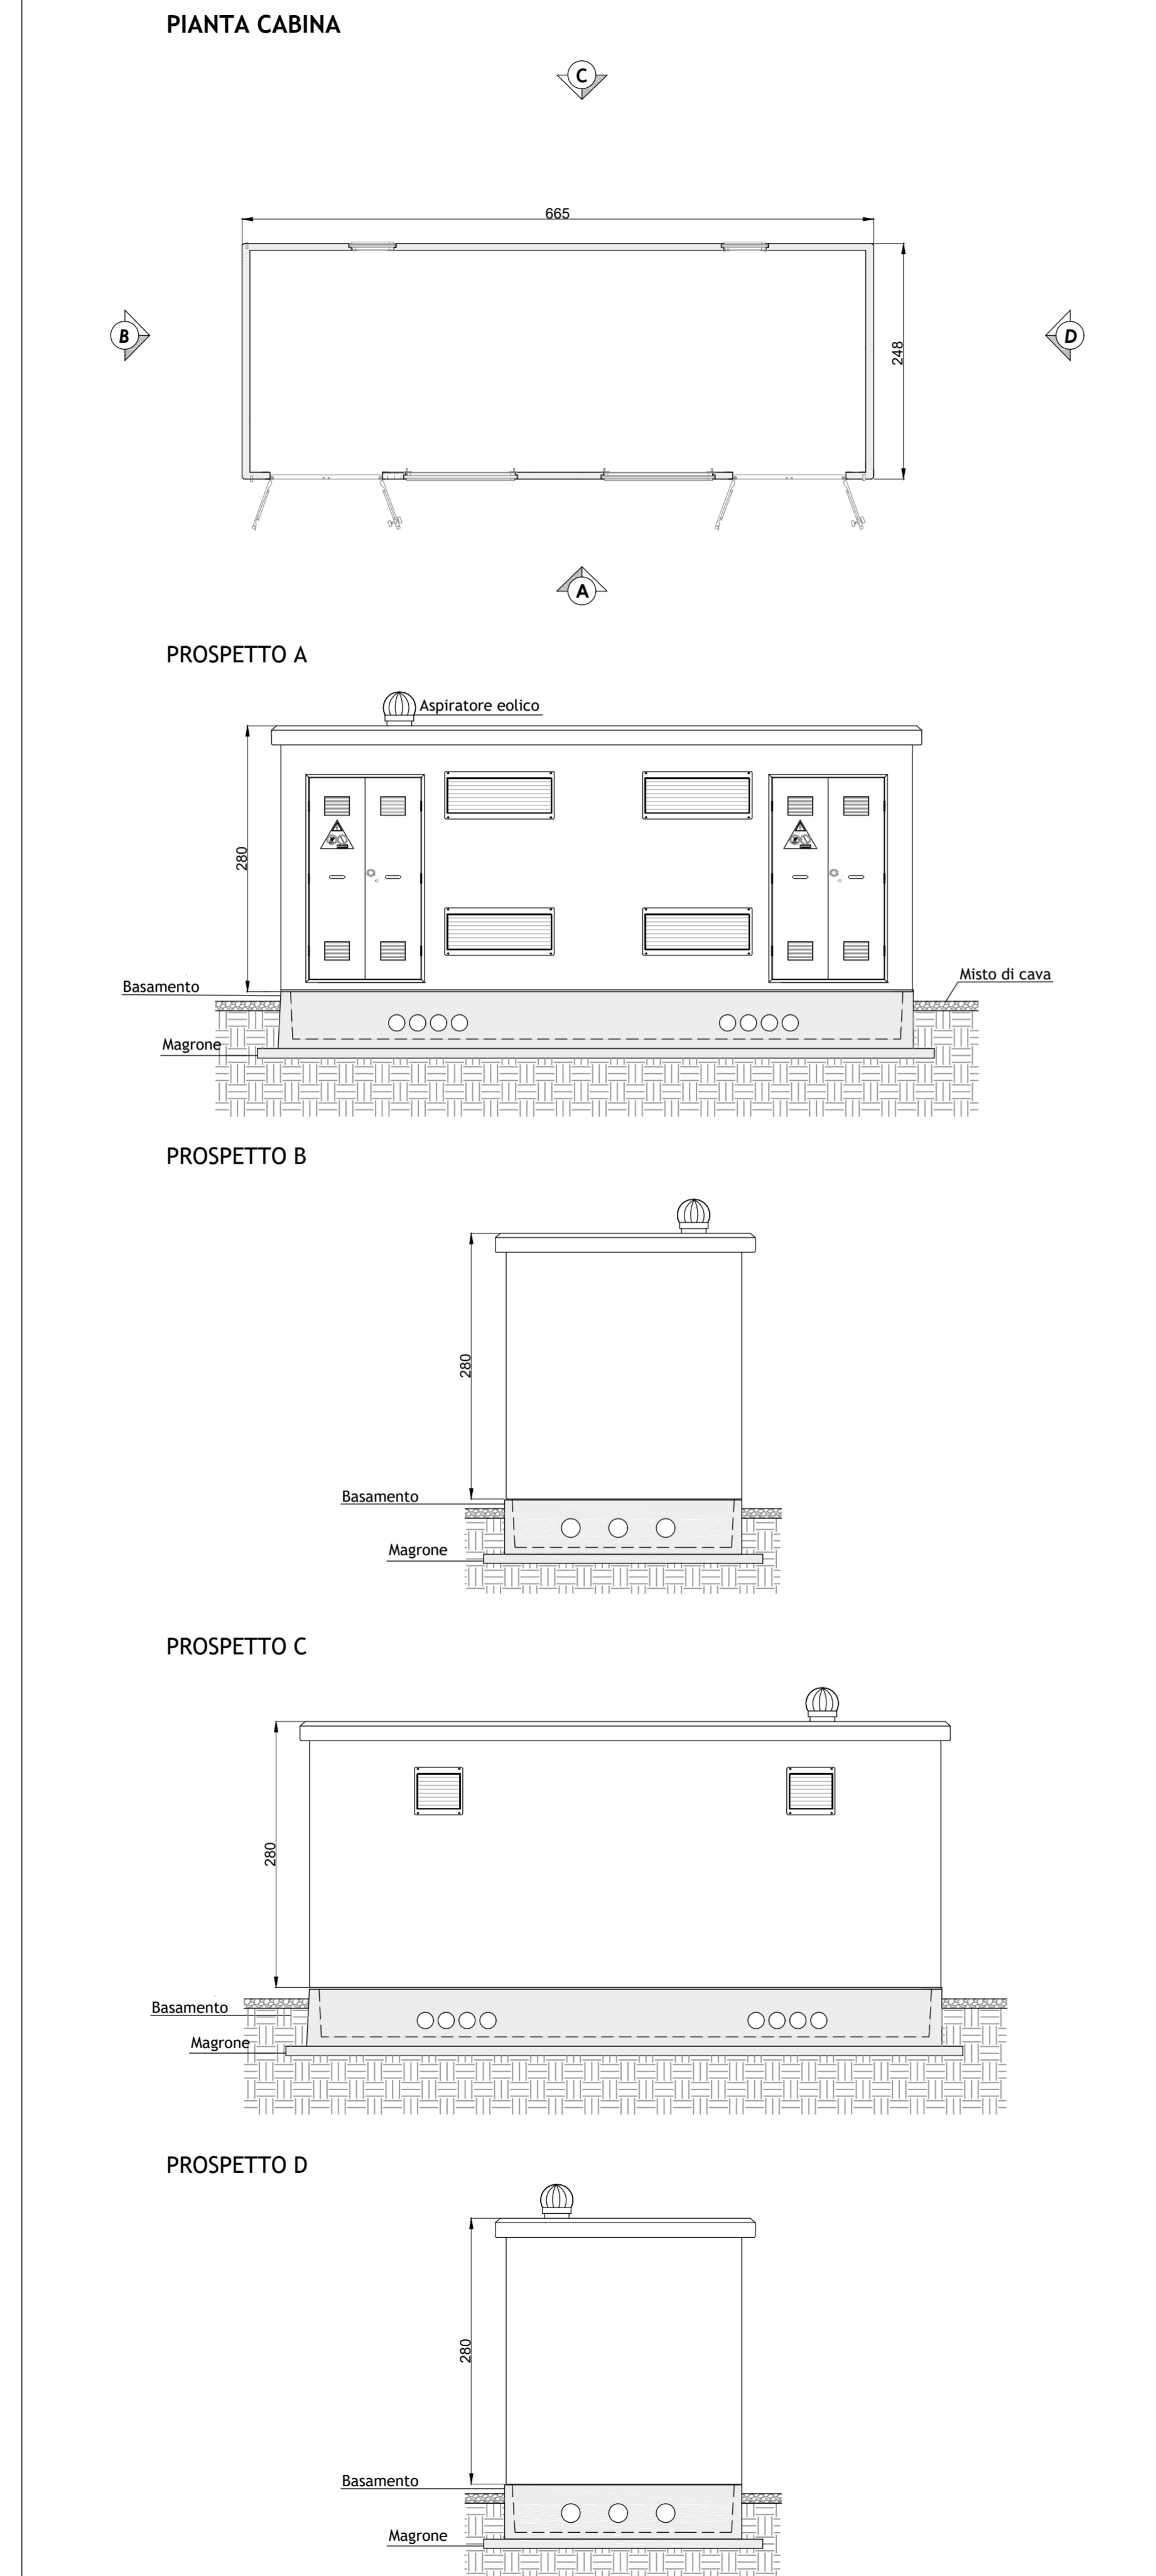 PIANTA CABINA
C
665
B
248
D
A
PROSPETTO A
Aspiratore eolico
280
Basamento
Misto di cava
Magrone
PROSPETTO B
280
Basamento
Magrone
PROSPETTO C
280
Basamento
Magrone
PROSPETTO D
280
Basamento
Magrone